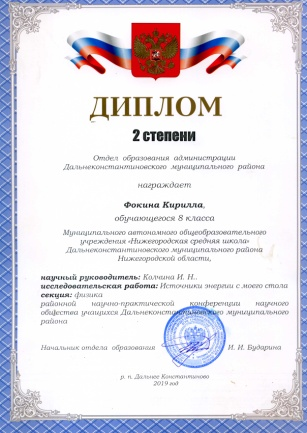 ДИПЛОМ
2 степени
Отдел образования администрации
Дальнеконстантиновского муниципального района
награждает
Фокина Кирилла,
обучающегося 8 класса
Муниципального автономного общеобразовательного
учреждения «Нижегородская средняя школа»
Дальнеконстантиновского муниципального района
Нижегородской области,
научный руководитель: Колчина И. Н..
исследовательская работа: Источники энергии с моего стола
секция: физика
районной научно-практической конференции научного
общества учащихся Дальнеконстантиновского муниципального
района
Начальник отдела образования И. И. Бударина
р. п. Дальнее Константиново
2019 год